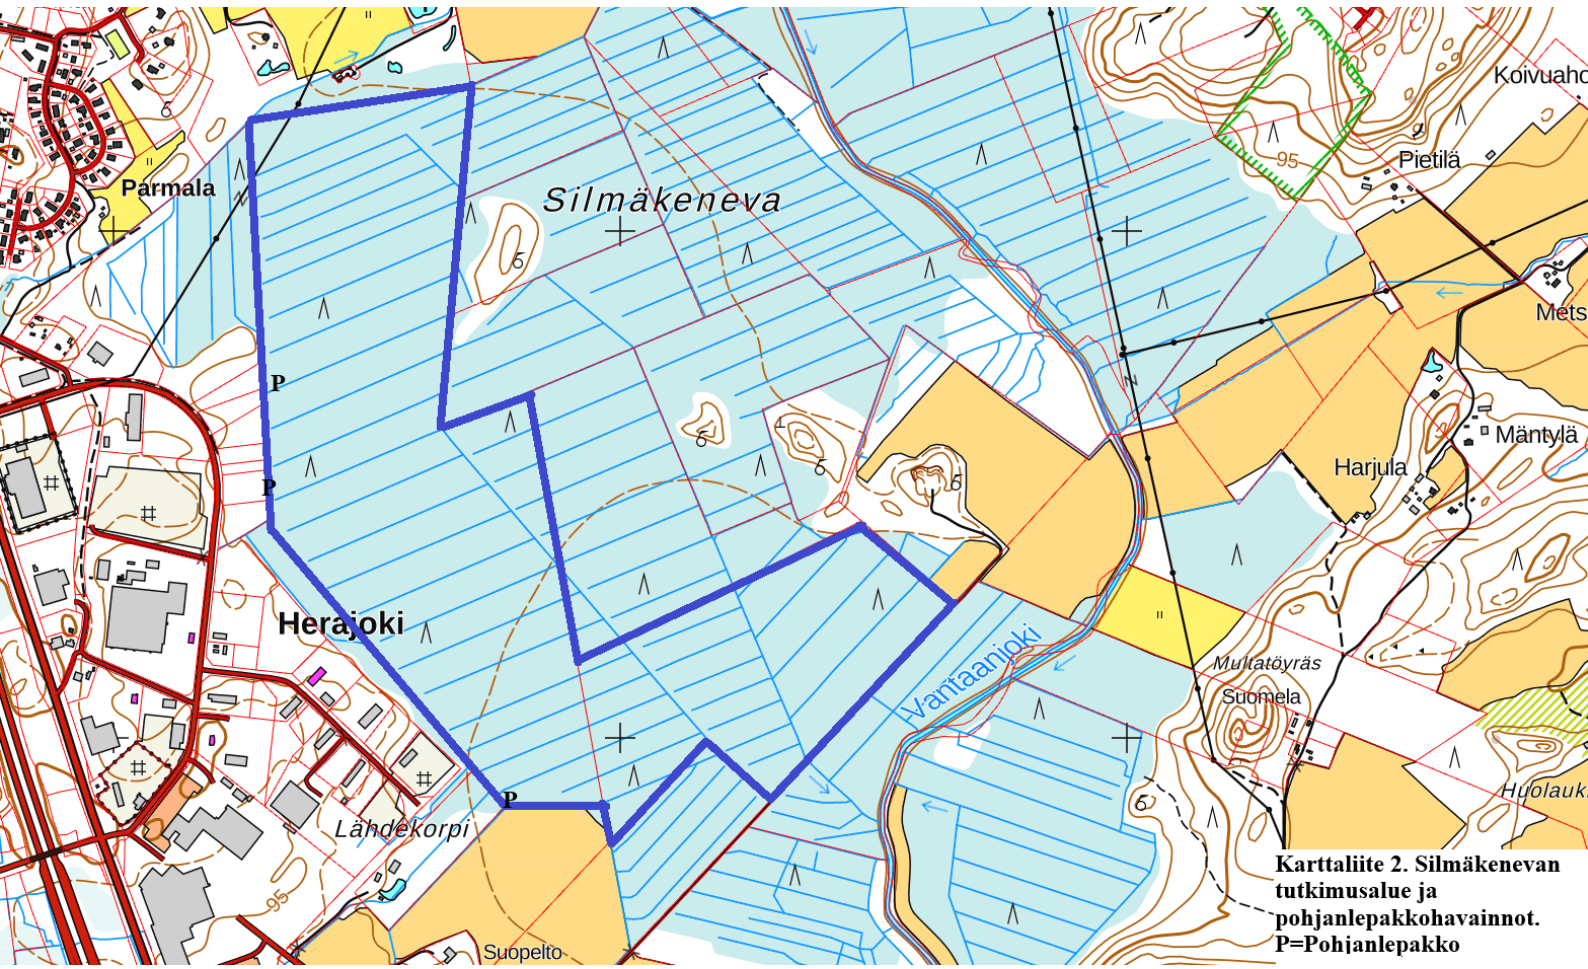 Koivuaho
95
Pietilä
Parmala
Silmäkeneva
Mets
P
Mäntylä
Harjula
P
Herajoki
Vantaanjoki
Multatöyräs
Suomela
Huolauk
P
Lähdekorpi
Karttaliite 2. Silmäkenevan
tutkimusalue ja
pohjanlepakkohavainnot.
P=Pohjanlepakko
95
Suopelto